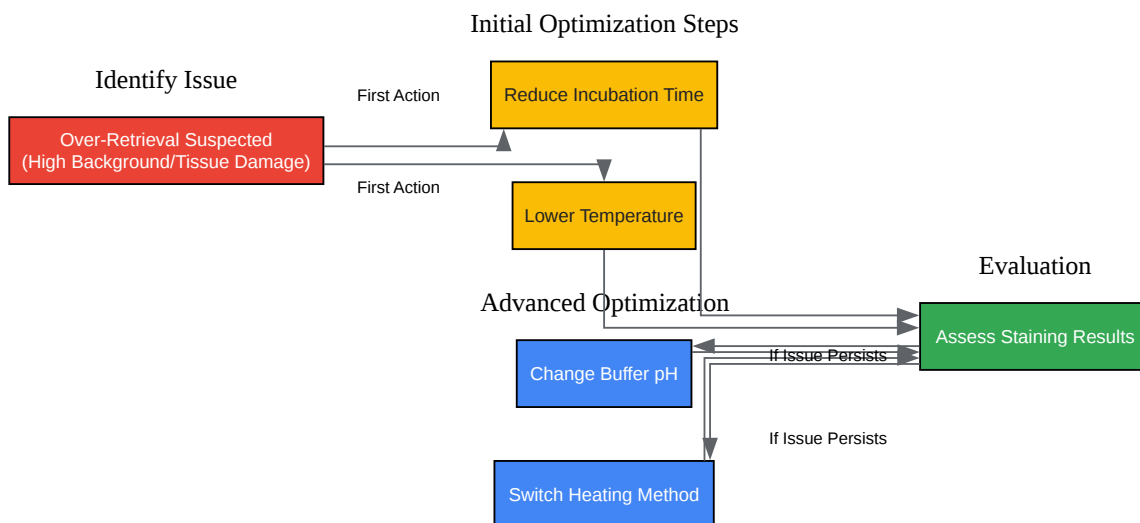 Initial Optimization Steps
Identify Issue
First Action
Reduce Incubation Time
Over-Retrieval Suspected
(High Background/Tissue Damage)
First Action
Lower Temperature
Evaluation
Advanced Optimization
Assess Staining Results
If Issue Persists
Change Buffer pH
If Issue Persists
Switch Heating Method